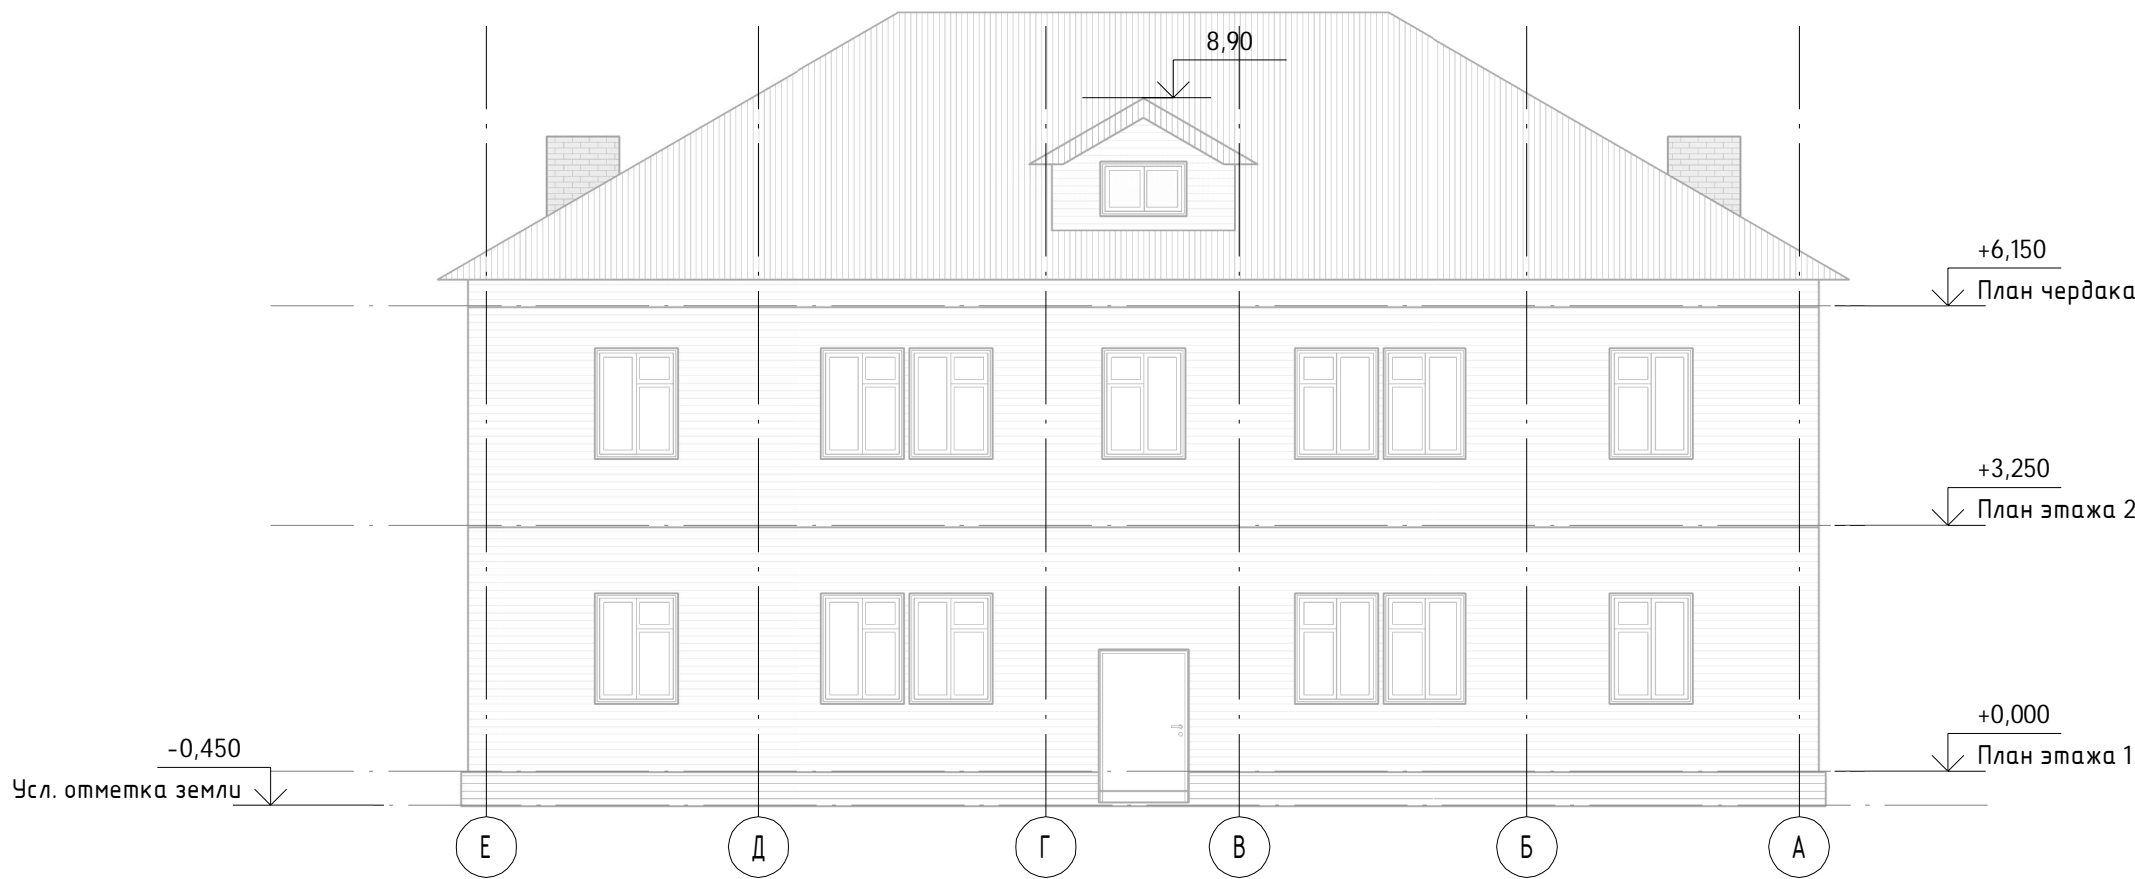 8,90
+6,150
План чердака
+3,250
План этажа 2
+0,000
План этажа 1
-0,450
Усл. отметка земли
Е Д Г В Б А